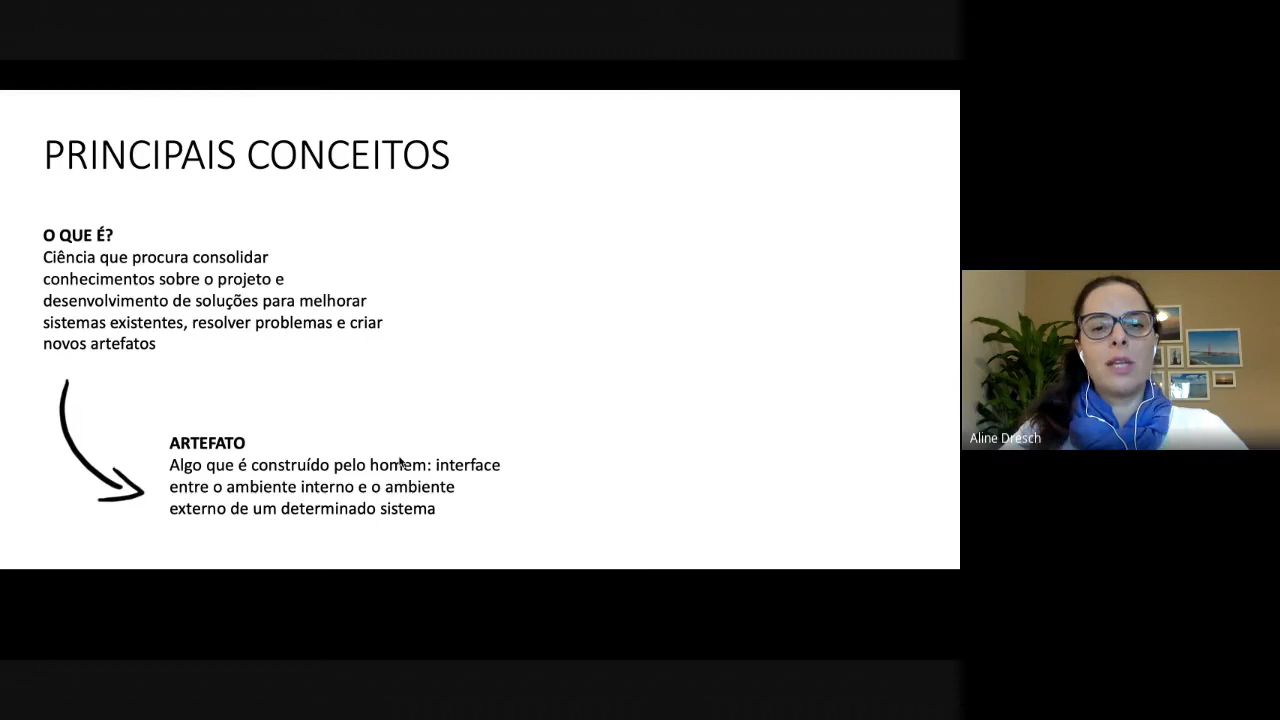 PRINCIPAIS CONCEITOS
O QUE É?
Ciência que procura consolidar
conhecimentos sobre o projeto e
desenvolvimento de soluções para melhorar
sistemas existentes, resolver problemas e criar
novos artefatos
ARTEFATO
Algo que é construído pelo homem: interface
entre o ambiente interno e o ambiente
externo de um determinado sistema
Aline Dresch